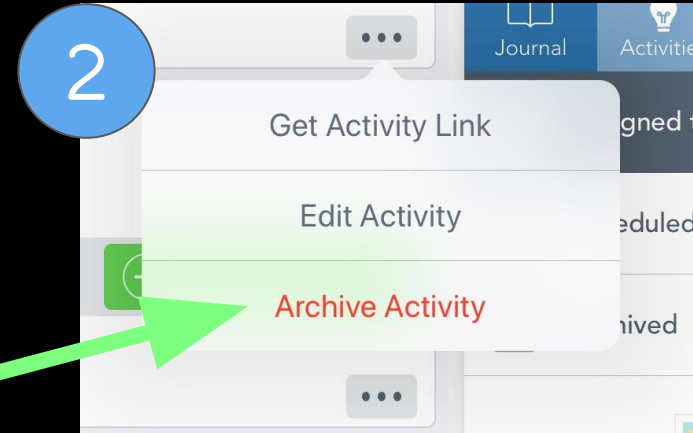 2
Journal
Activitie
Get Activity Link
gned t
Edit Activity
eduled
Archive Activity
hived